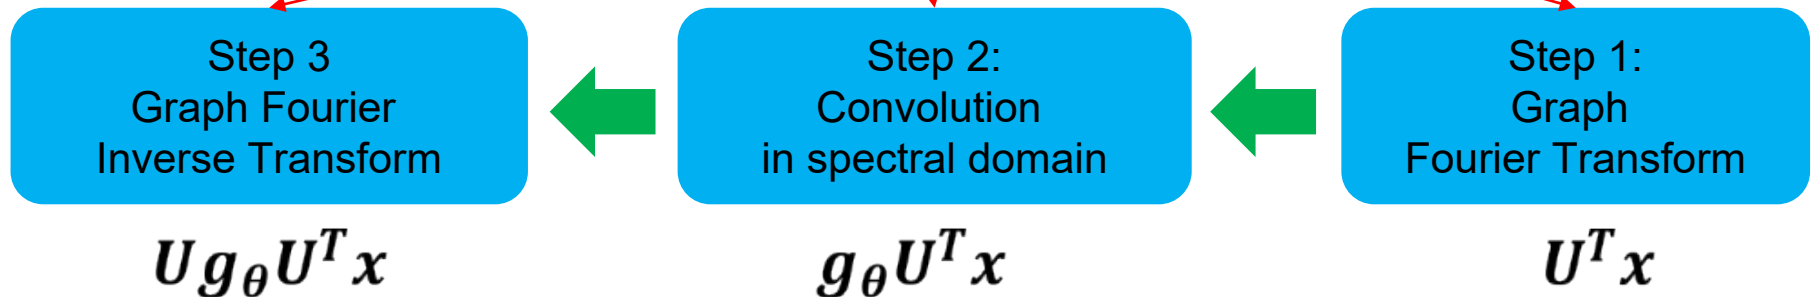 Step 3
Graph Fourier
Inverse Transform
Step 2:
Convolution
in spectral domain
Step 1:
Graph
Fourier Transform
𝑼𝒈_𝜽𝑼^𝑻𝒙
𝒈_𝜽𝑼^𝑻𝒙
𝑼^𝑻𝒙